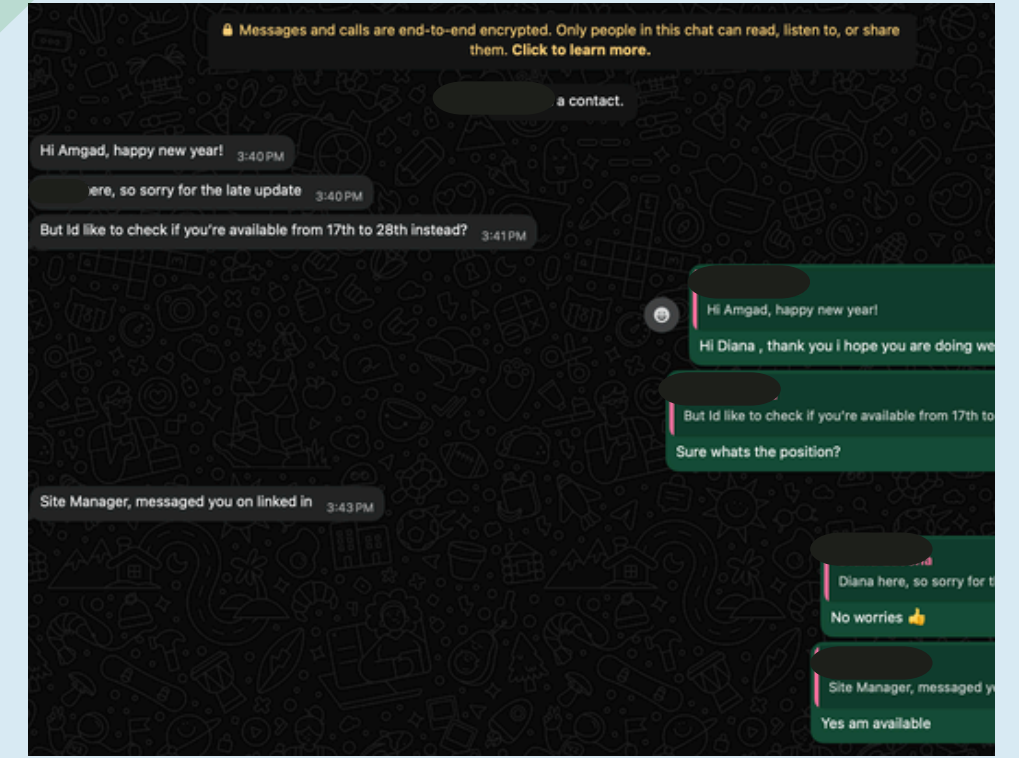 Messages and calls are end-to-end encrypted. Only people in this chat can read, listen to, or share
them. Click to learn more.
a contact.
Hi Amgad, happy new year! 3:40 PM
ere, so sorry for the late update 3:40 PM
But Id like to check if you're available from 17th to 28th instead? 3:41 PM
Hi Amgad, happy new year!
Hi Diana , thank you i hope you are doing we
But Id like to check if you're available from 17th to
Sure whats the position?
Site Manager, messaged you on linked in 3:43 PM
Diana here, so sorry for t
No worries 👍
Site Manager, messaged y
Yes am available